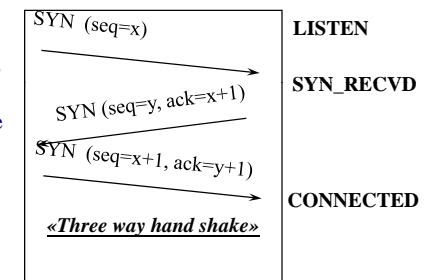 SYN (seq=x)
LISTEN
SYN_RECVD
SYN (seq=y, ack=x+1)
e
SYN (seq=x+1, ack=y+1)
CONNECTED
«Three way hand shake»